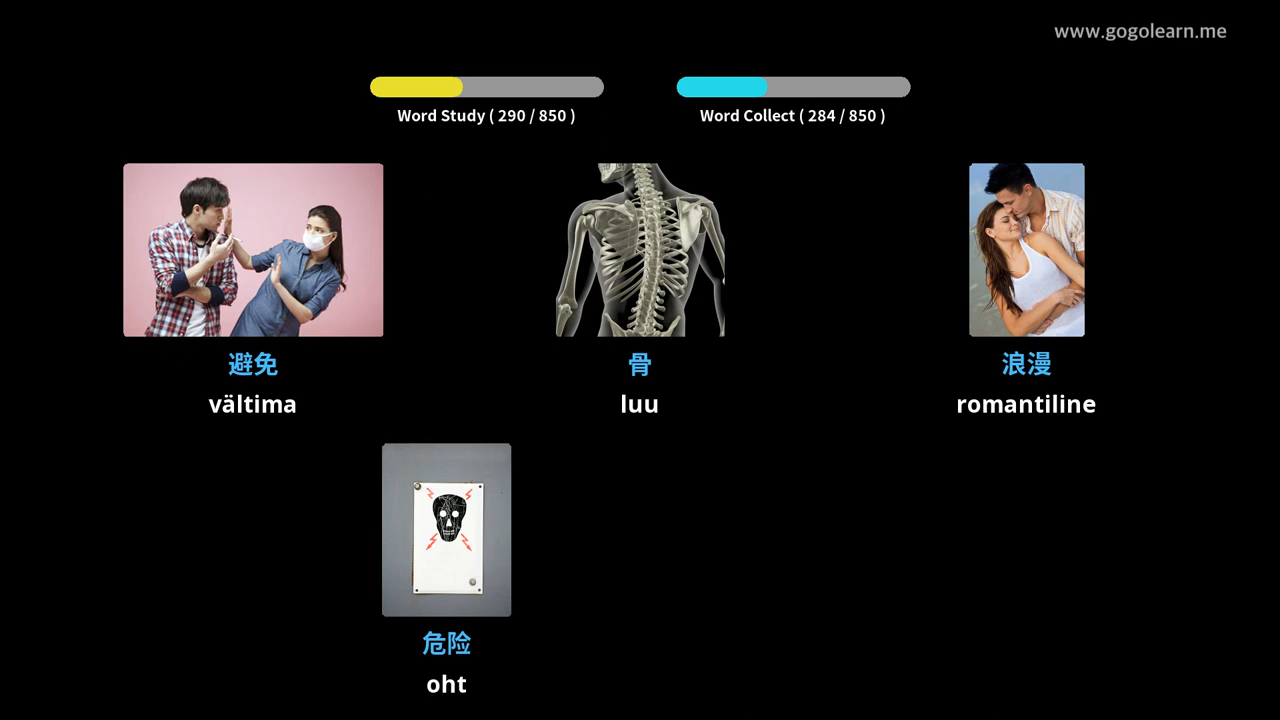 www.gogolearn.me
Word Study ( 290 / 850 )
Word Collect ( 284 / 850 )
避免
vältima
骨
luu
浪漫
romantiline
危险
oht